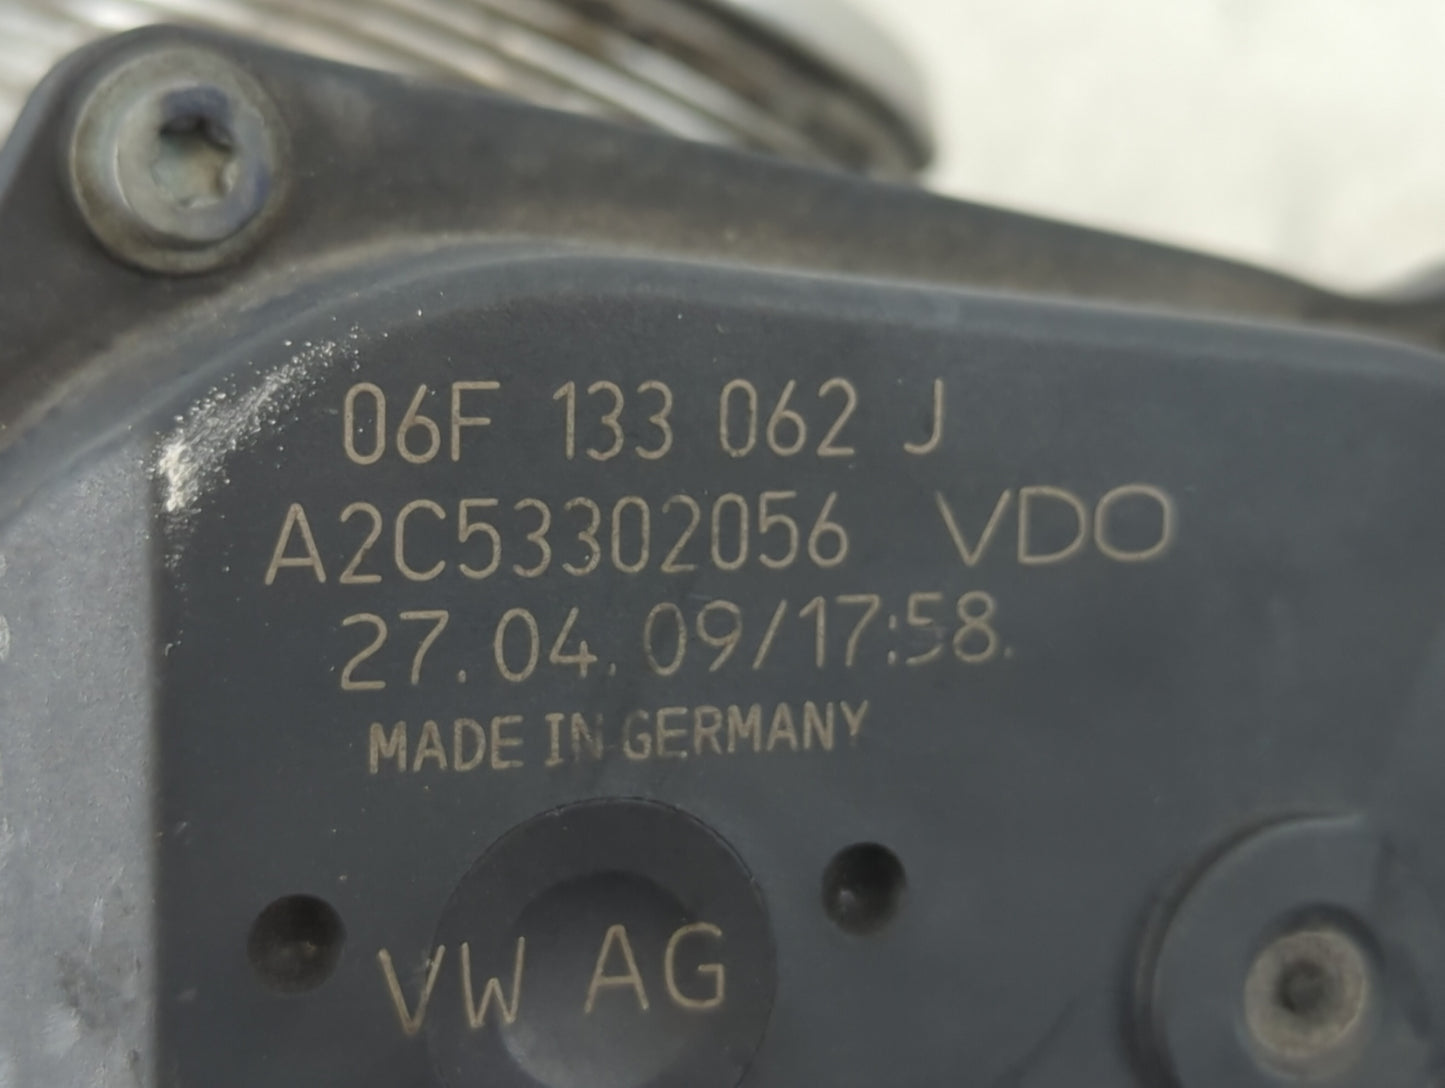 06F 133 062 J
A2C53302056 VDO
27.04.09/17:58.
MADE IN GERMANY
VW AG